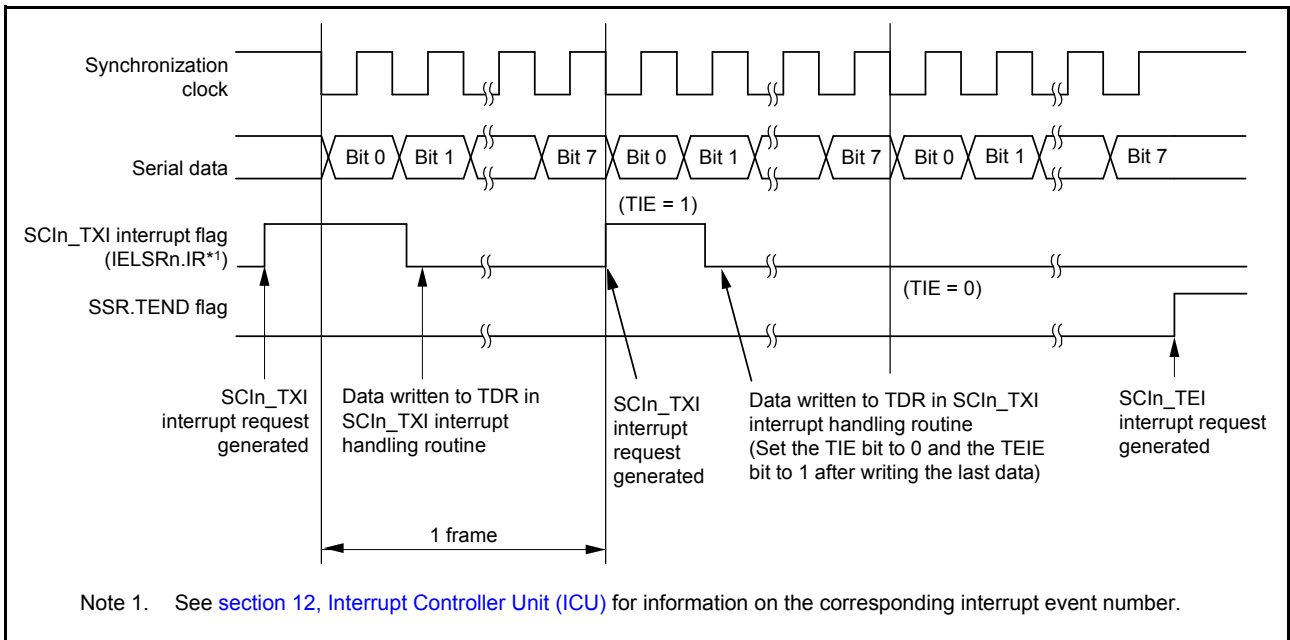 Synchronization
clock
Serial data
Bit 0 Bit 1 Bit 7 Bit 0 Bit 1 Bit 7 Bit 0 Bit 1 Bit 7
(TIE = 1)
SCIn_TXI interrupt flag
(IELSRn.IR*1)
(TIE = 0)
SSR.TEND flag
SCIn_TXI
interrupt request
generated
Data written to TDR in
SCIn_TXI interrupt
handling routine
SCIn_TXI
interrupt
request
generated
Data written to TDR in SCIn_TXI
interrupt handling routine
(Set the TIE bit to 0 and the TEIE
bit to 1 after writing the last data)
SCIn_TEI
interrupt request
generated
1 frame
Note 1. See section 12, Interrupt Controller Unit (ICU) for information on the corresponding interrupt event number.